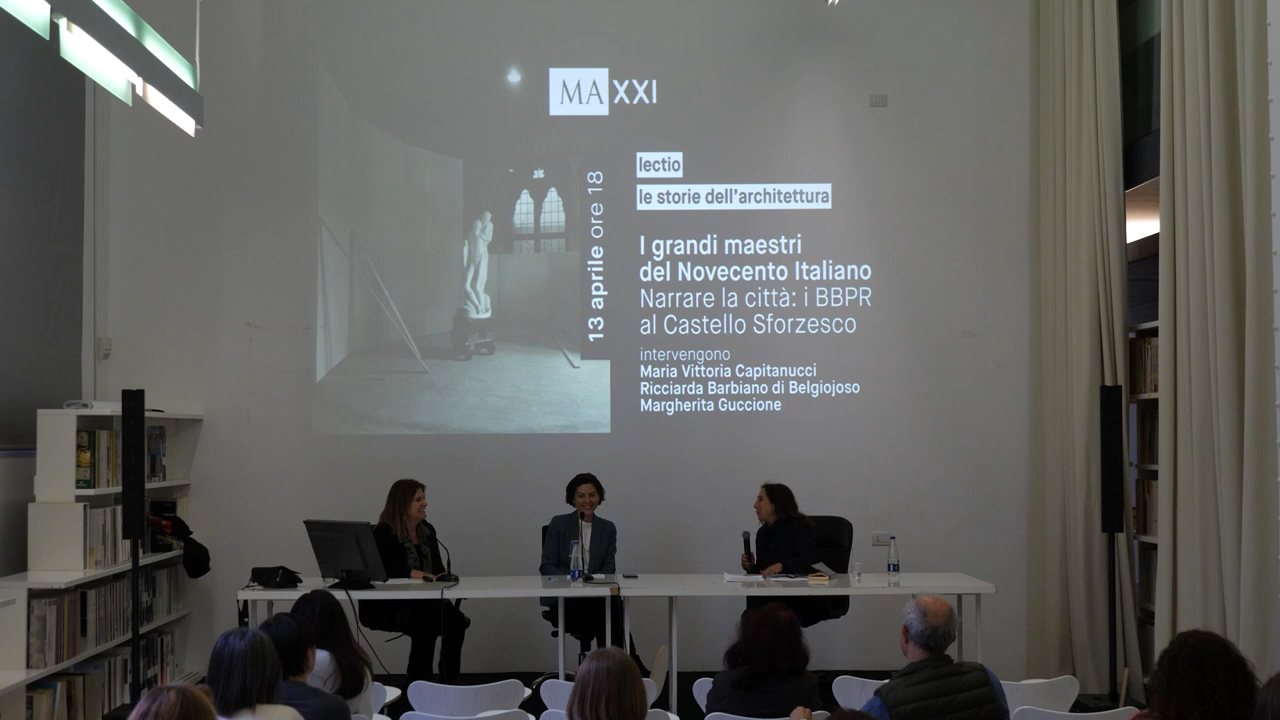 MAXXI
lectio
le storie dell'architettura
13 aprile ore 18
I grandi maestri
del Novecento Italiano
Narrare la città: i BBPR
al Castello Sforzesco
intervengono
Maria Vittoria Capitanucci
Ricciarda Barbiano di Belgiojoso
Margherita Guccione